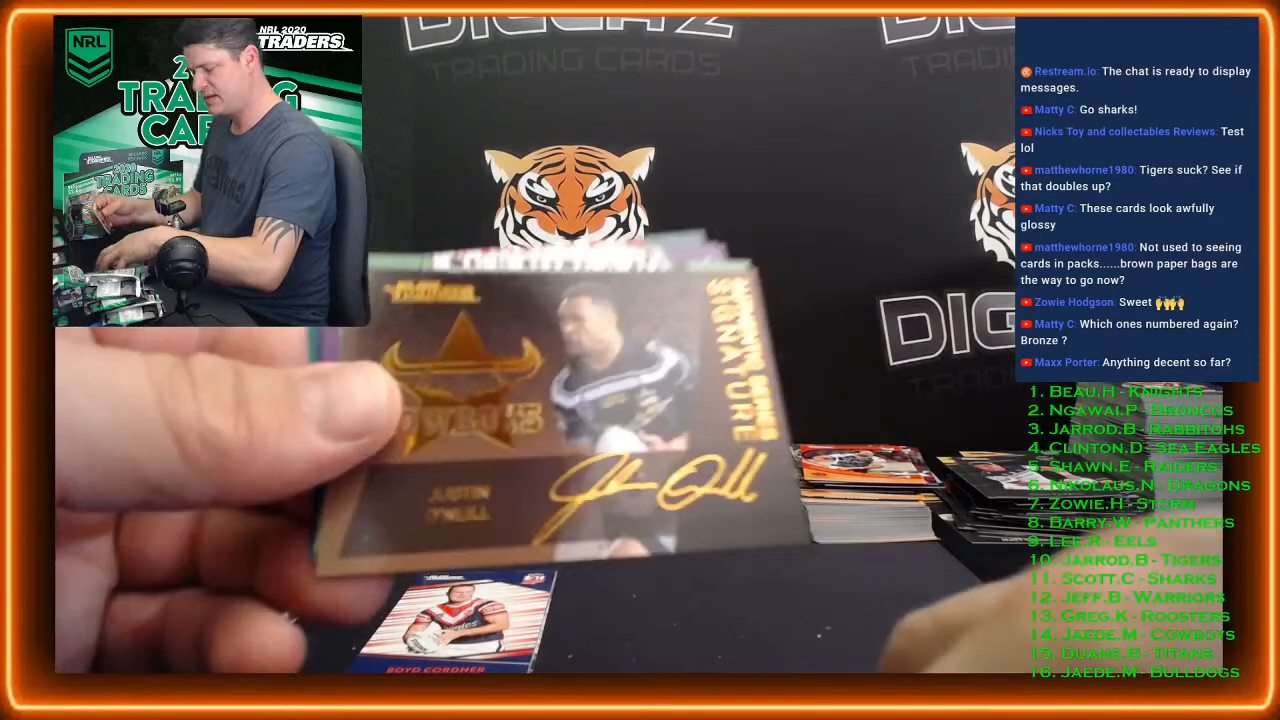 NRL
NRL 2020
TRADERS
TRADING
CARDS
2020
TRADING
CARDS
DIGGAZ
TRADING CARDS
DIGG
SIGNATURE
'13
JUSTIN
O'NEILL
BOYD CORDNER
Restream.io: The chat is ready to display
messages.
Matty C: Go sharks!
Nicks Toy and collectables Reviews: Test
lol
matthewhorne1980: Tigers suck? See if
that doubles up?
Matty C: These cards look awfully
glossy
matthewhorne1980: Not used to seeing
cards in packs......brown paper bags are
the way to go now?
Zowie Hodgson: Sweet 🙌🙌
Matty C: Which ones numbered again?
Bronze ?
Maxx Porter: Anything decent so far?
1. Beau.H - Knights
2. Ngawai.P - Broncos
3. Jarrod.B - Rabbitohs
4. Clinton.D - Sea Eagles
5. Shawn.E - Raiders
6. Nikolaus.N - Dragons
7. Zowie.H - Storm
8. Barry.W - Panthers
9. Lee.R - Eels
10. Jarrod.B - Tigers
11. Scott.C - Sharks
12. Jeff.B - Warriors
13. Greg.K - Roosters
14. Jaede.M - Cowboys
15. Duane.B - Titans
16. Jaede.M - Bulldogs